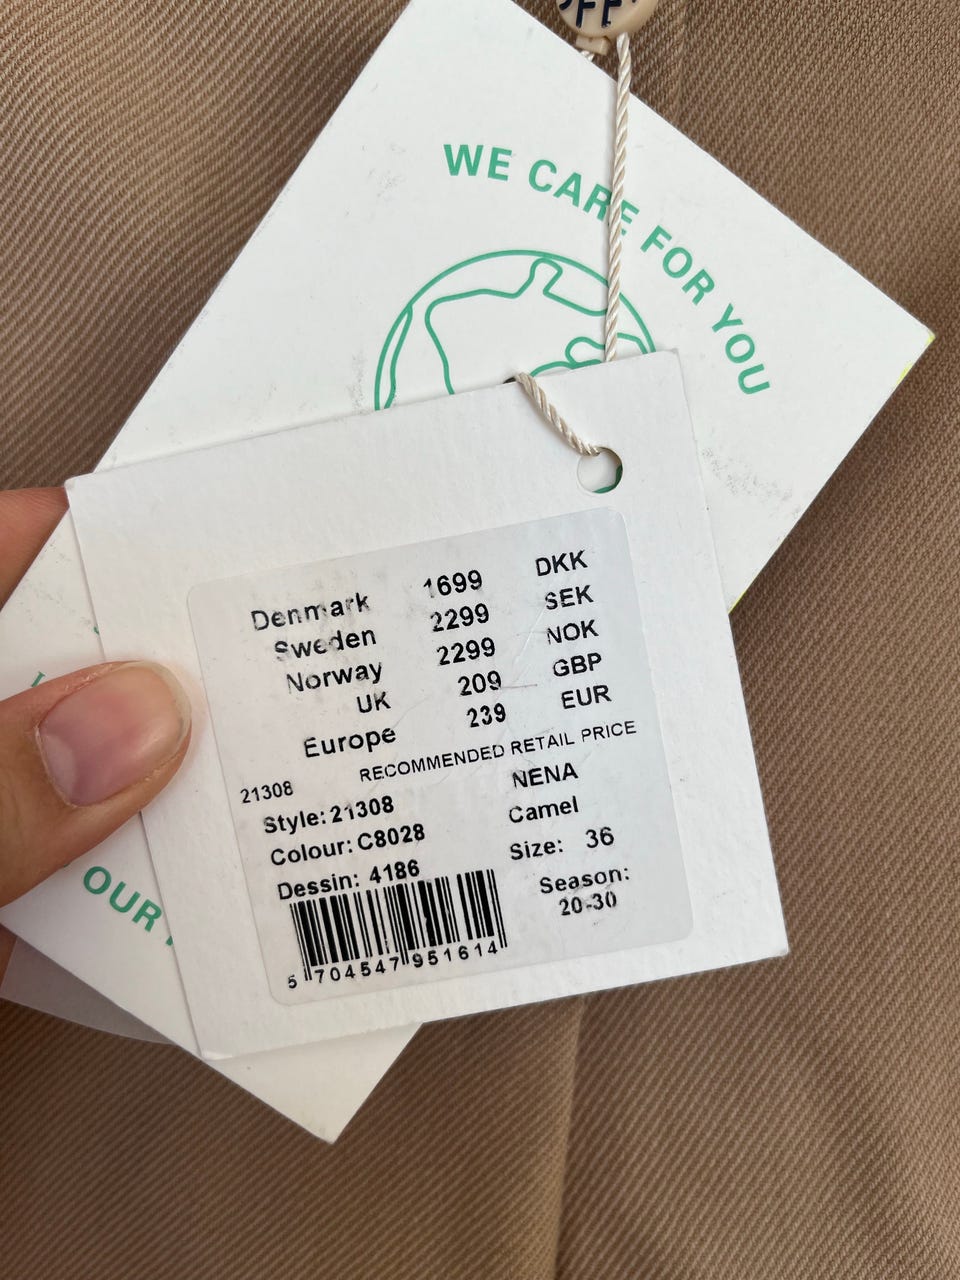 WE CARE FOR YOU
Denmark 1699 DKK
Sweden 2299 SEK
Norway 2299 NOK
UK 209 GBP
Europe 239 EUR
RECOMMENDED RETAIL PRICE
21308 NENA
Style: 21308 Camel
Colour: C8028 Size: 36
Dessin: 4186 Season:
20-30
5 704547 951614
OUR